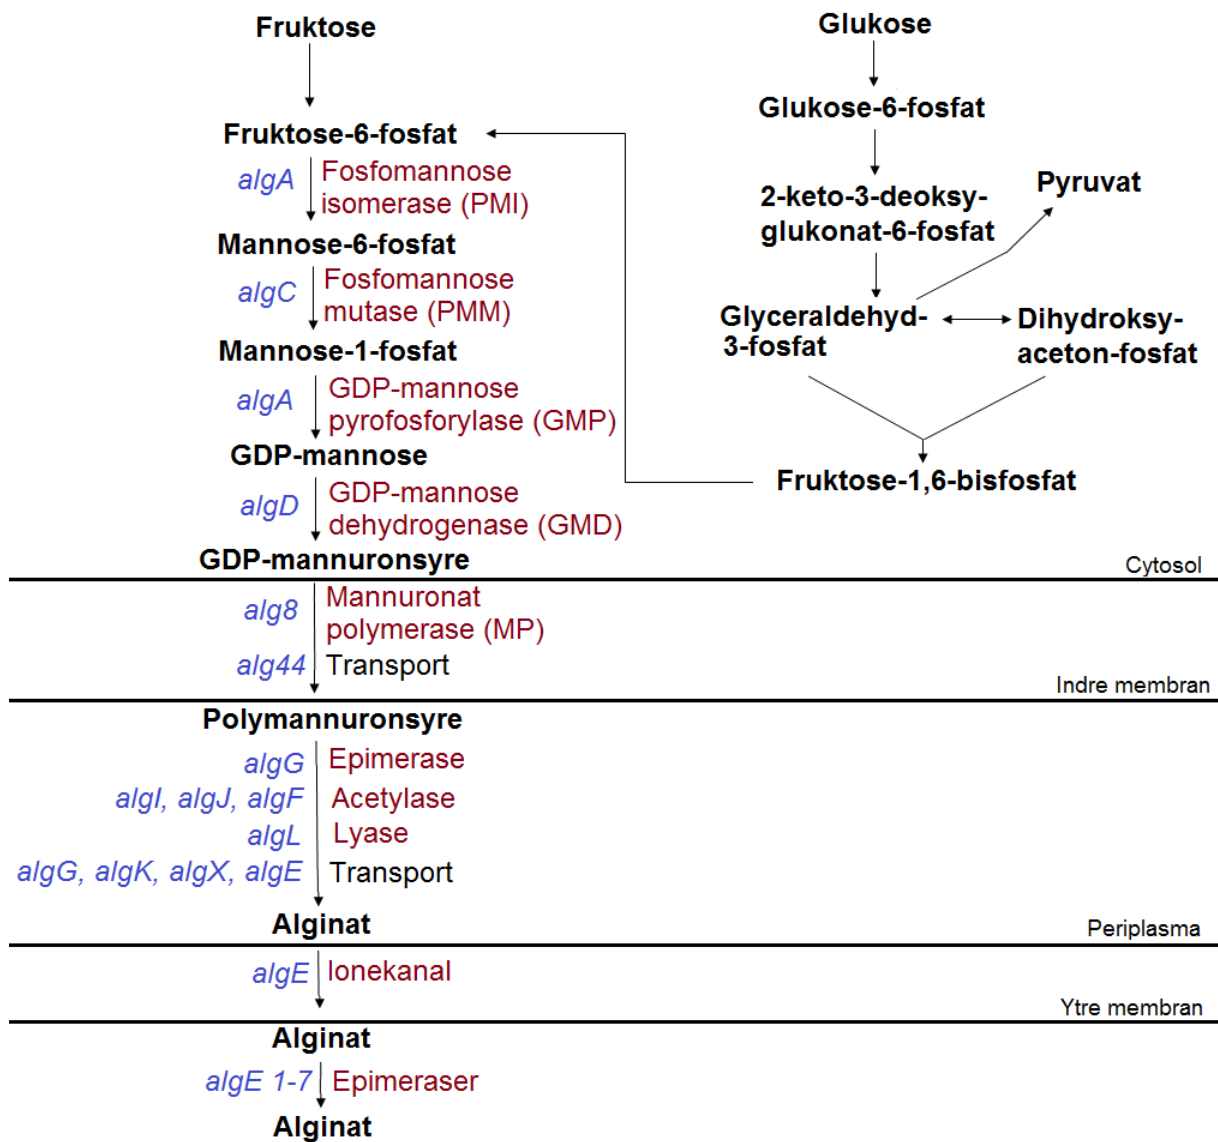 Fruktose
Glukose
Glukose-6-fosfat
Fruktose-6-fosfat
algA
Fosfomannose
isomerase (PMI)
2-keto-3-deoksy-
glukonat-6-fosfat
Pyruvat
Mannose-6-fosfat
algC
Fosfomannose
mutase (PMM)
Glyceraldehyd-
3-fosfat
Dihydroksy-
aceton-fosfat
Mannose-1-fosfat
algA
GDP-mannose
pyrofosforylase (GMP)
GDP-mannose
Fruktose-1,6-bisfosfat
algD
GDP-mannose
dehydrogenase (GMD)
GDP-mannuronsyre
Cytosol
alg8
Mannuronat
polymerase (MP)
alg44
Transport
Indre membran
Polymannuronsyre
algG
Epimerase
algI, algJ, algF
Acetylase
algL
Lyase
algG, algK, algX, algE
Transport
Alginat
Periplasma
algE
Ionekanal
Ytre membran
Alginat
algE 1-7
Epimeraser
Alginat